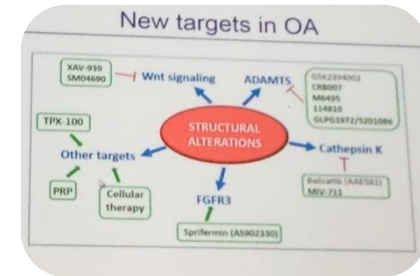 New targets in OA
XAV-939
SM04690
Wnt signaling
ADAMTS
GSK2394002
CRB007
M6495
114810
GLPG1972/S201086
TPX-100
STRUCTURAL
ALTERATIONS
Other targets
Cathepsin K
PRP
Cellular
therapy
FGFR3
Balicatib (AAE581)
MIV-711
Sprifermin (AS902330)